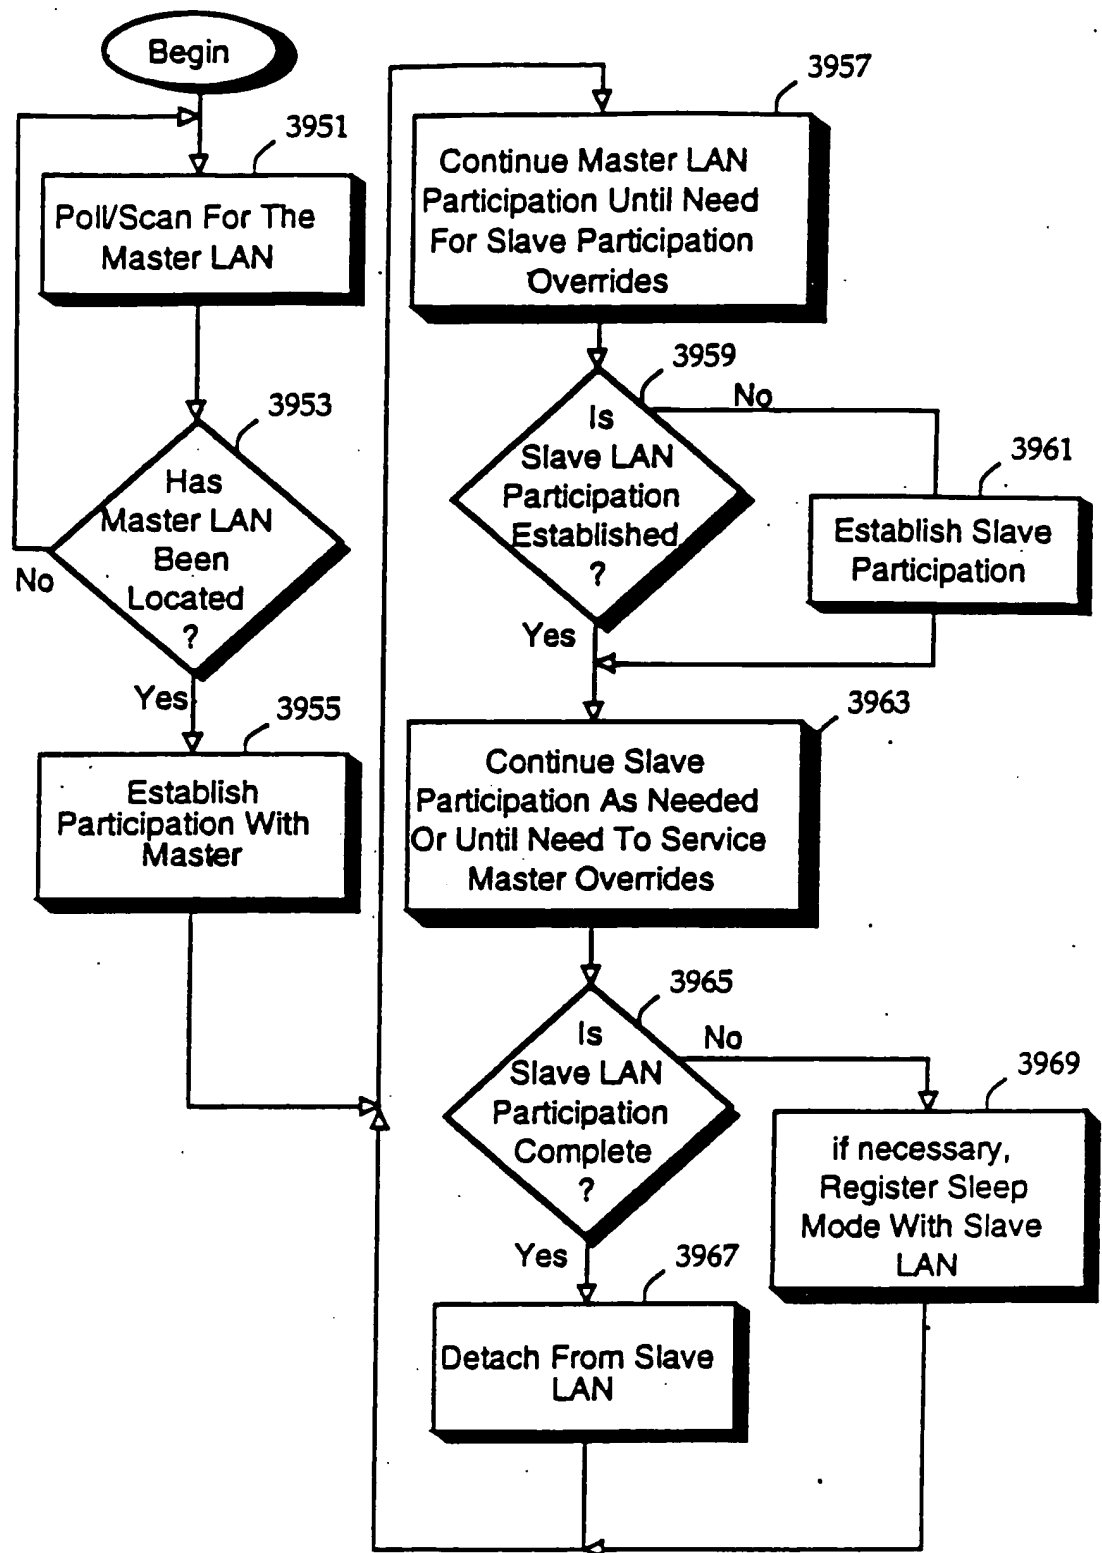 Begin
3951
Poll/Scan For The
Master LAN
3953
Has
Master LAN
Been
Located
?
No
Yes
3955
Establish
Participation With
Master
3957
Continue Master LAN
Participation Until Need
For Slave Participation
Overrides
3959
Is
Slave LAN
Participation
Established
?
No
Yes
3961
Establish Slave
Participation
3963
Continue Slave
Participation As Needed
Or Until Need To Service
Master Overrides
3965
Is
Slave LAN
Participation
Complete
?
No
Yes
3967
Detach From Slave
LAN
3969
if necessary,
Register Sleep
Mode With Slave
LAN